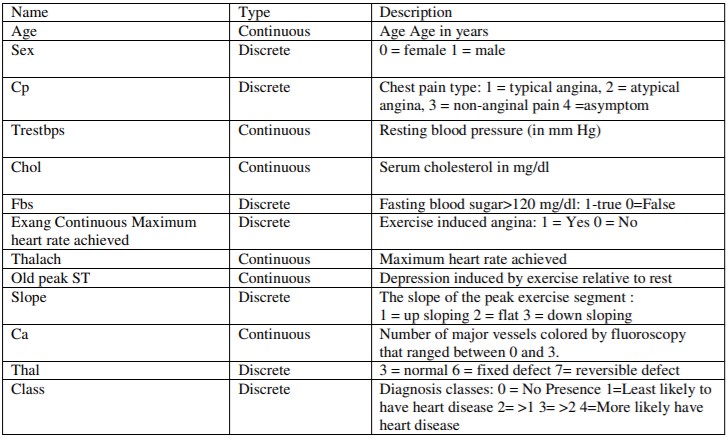 Name Type Description
Age Continuous Age Age in years
Sex Discrete 0 = female 1 = male
Cp Discrete Chest pain type: 1 = typical angina, 2 = atypical
angina, 3 = non-anginal pain 4 =asymptom
Trestbps Continuous Resting blood pressure (in mm Hg)
Chol Continuous Serum cholesterol in mg/dl
Fbs Discrete Fasting blood sugar>120 mg/dl: 1-true 0=False
Exang Continuous Maximum Discrete Exercise induced angina: 1 = Yes 0 = No
heart rate achieved
Thalach Continuous Maximum heart rate achieved
Old peak ST Continuous Depression induced by exercise relative to rest
Slope Discrete The slope of the peak exercise segment :
1 = up sloping 2 = flat 3 = down sloping
Ca Continuous Number of major vessels colored by fluoroscopy
that ranged between 0 and 3.
Thal Discrete 3 = normal 6 = fixed defect 7= reversible defect
Class Discrete Diagnosis classes: 0 = No Presence 1=Least likely to
have heart disease 2= >1 3= >2 4=More likely have
heart disease